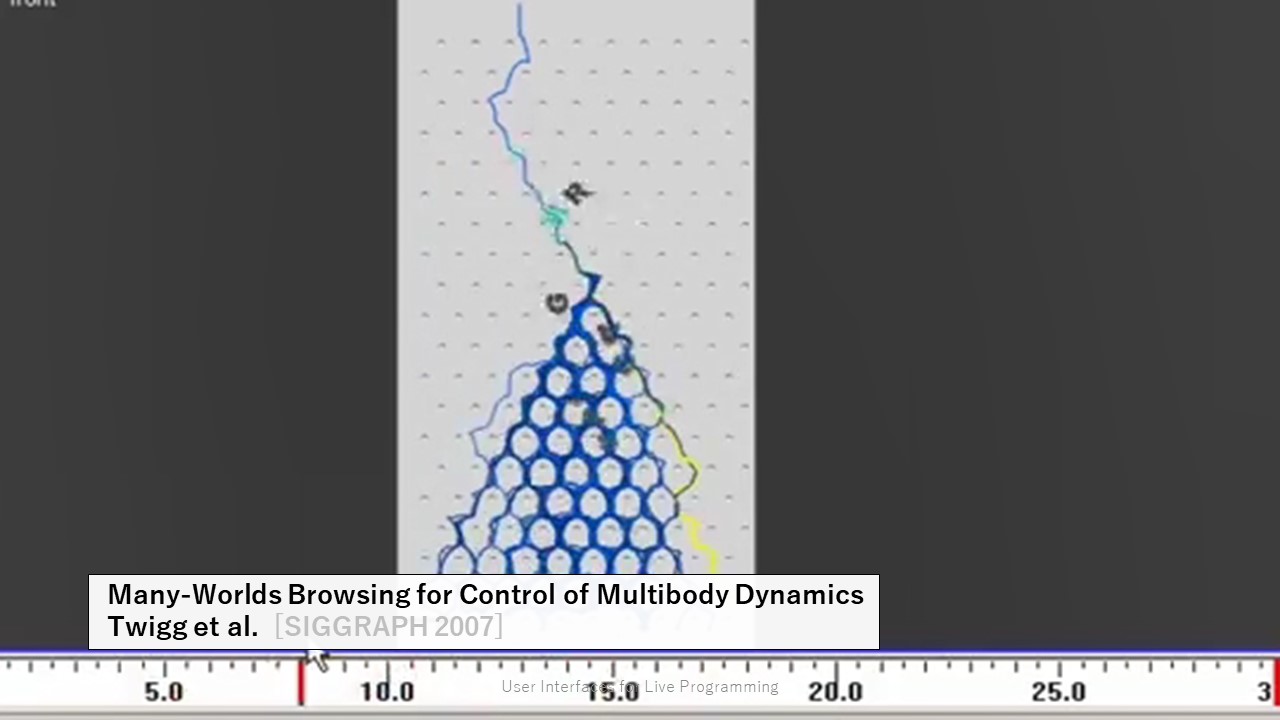 front
R
G
Many-Worlds Browsing for Control of Multibody Dynamics
Twigg et al. [SIGGRAPH 2007]
5.0 10.0 15.0 20.0 25.0 3
User Interfaces for Live Programming